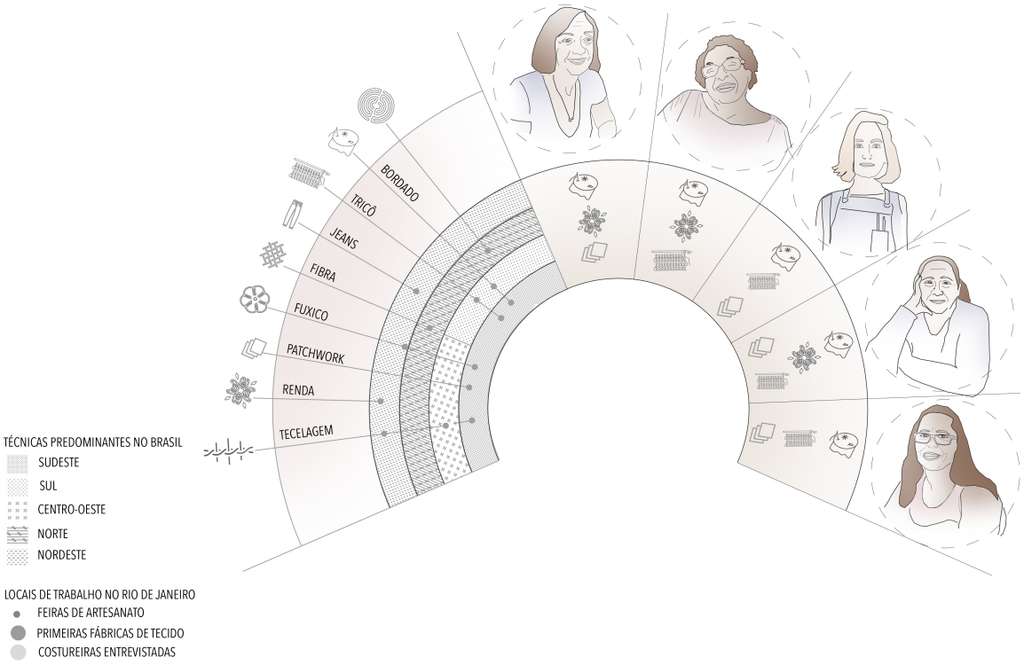 BORDADO
TRICÔ
JEANS
FIBRA
FUXICO
PATCHWORK
RENDA
TECELAGEM
TÉCNICAS PREDOMINANTES NO BRASIL
SUDESTE
SUL
CENTRO-OESTE
NORTE
NORDESTE
LOCAIS DE TRABALHO NO RIO DE JANEIRO
FEIRAS DE ARTESANATO
PRIMEIRAS FÁBRICAS DE TECIDO
COSTUREIRAS ENTREVISTADAS